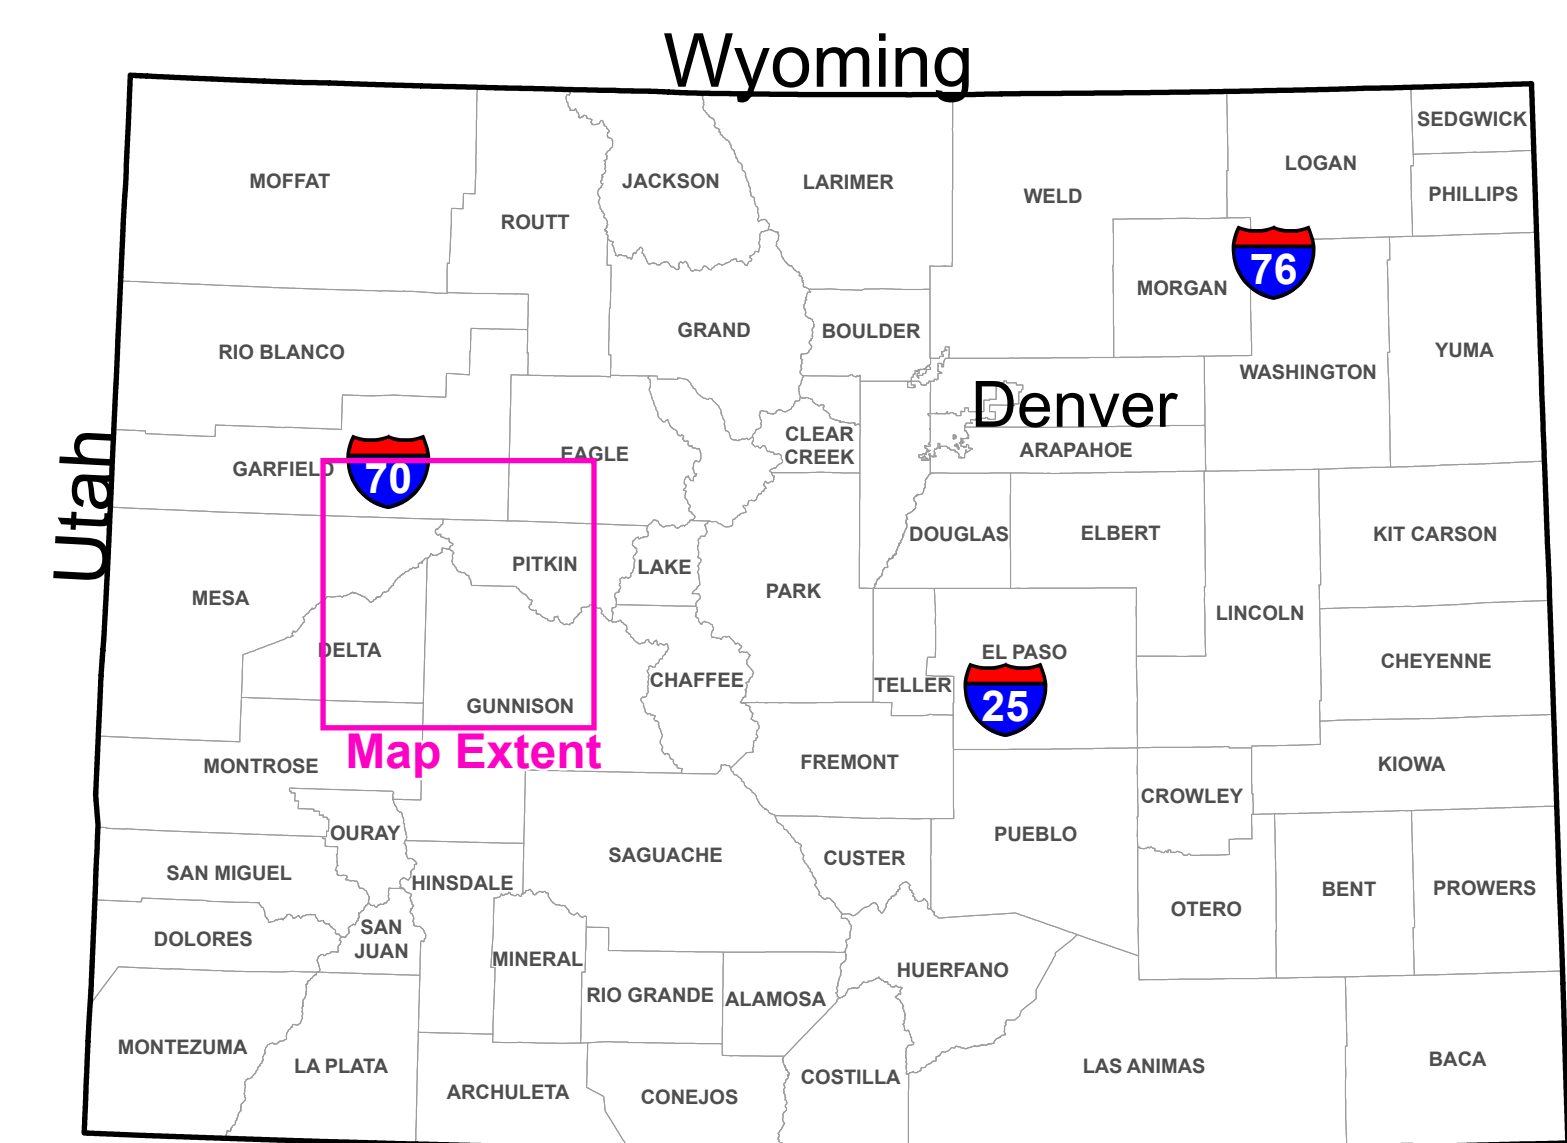 Wyoming
SEDGWICK
LOGAN
MOFFAT
JACKSON
LARIMER
WELD
PHILLIPS
ROUTT
76
MORGAN
GRAND
BOULDER
RIO BLANCO
YUMA
WASHINGTON
Denver
CLEAR
CREEK
ARAPAHOE
EAGLE
GARFIELD
70
Utah
DOUGLAS
ELBERT
KIT CARSON
PITKIN
LAKE
PARK
MESA
LINCOLN
DELTA
EL PASO
CHEYENNE
CHAFFEE
TELLER
25
GUNNISON
Map Extent
MONTROSE
FREMONT
KIOWA
CROWLEY
OURAY
PUEBLO
SAGUACHE
CUSTER
SAN MIGUEL
HINSDALE
BENT
PROWERS
OTERO
SAN
JUAN
DOLORES
MINERAL
HUERFANO
RIO GRANDE
ALAMOSA
MONTEZUMA
LA PLATA
COSTILLA
LAS ANIMAS
BACA
ARCHULETA
CONEJOS